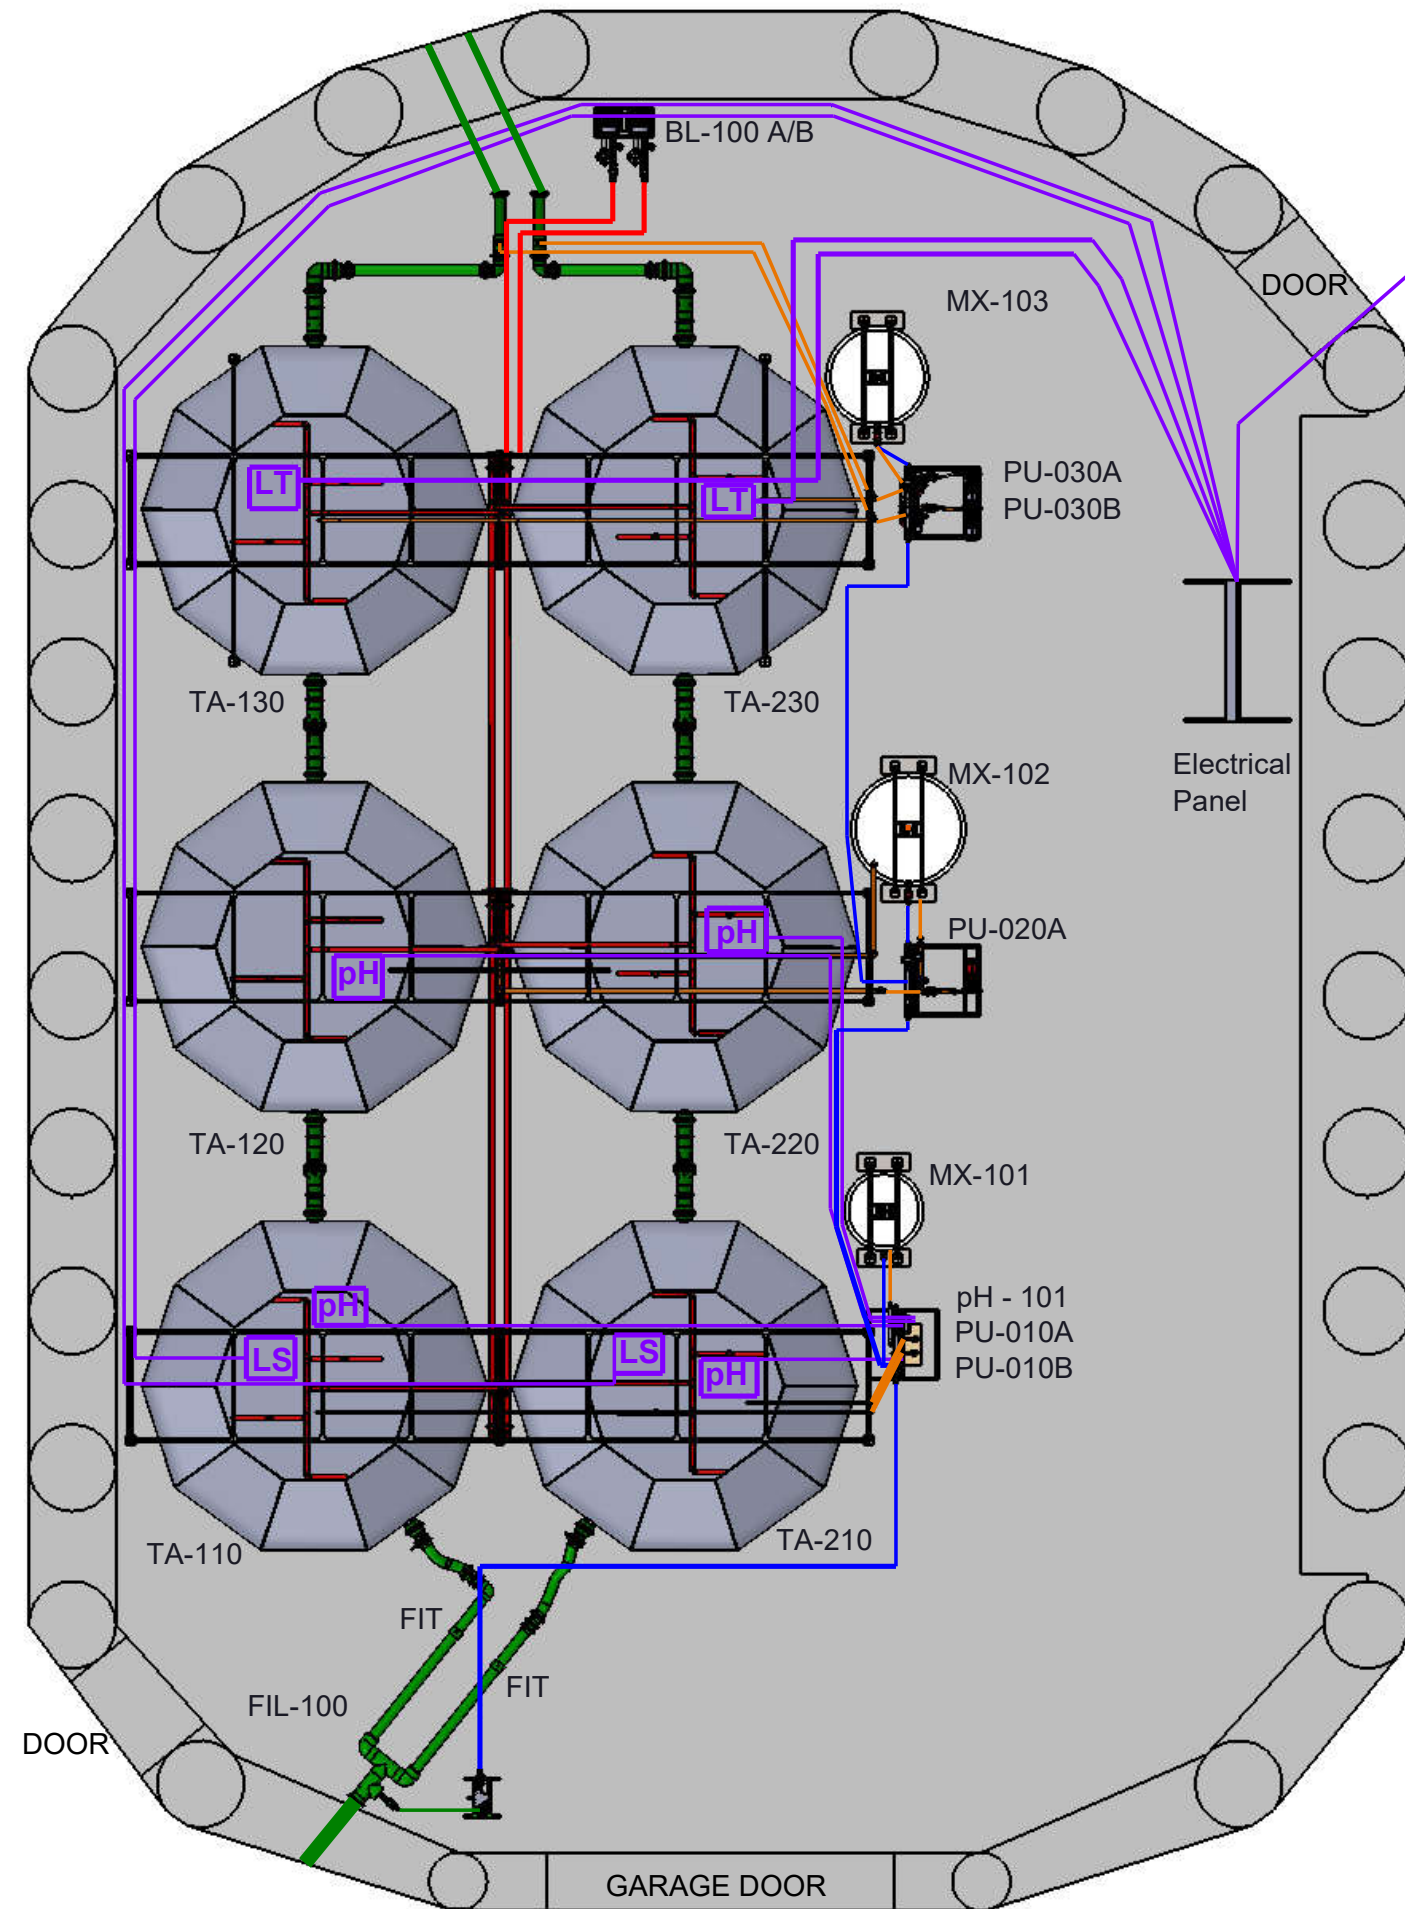 BL-100 A/B
DOOR
MX-103
LT
LT
PU-030A
PU-030B
TA-130
TA-230
Electrical
Panel
MX-102
pH
PU-020A
pH
TA-120
TA-220
MX-101
pH
pH - 101
LS
LS
PU-010A
pH
PU-010B
TA-110
TA-210
FIT
FIT
FIL-100
DOOR
GARAGE DOOR